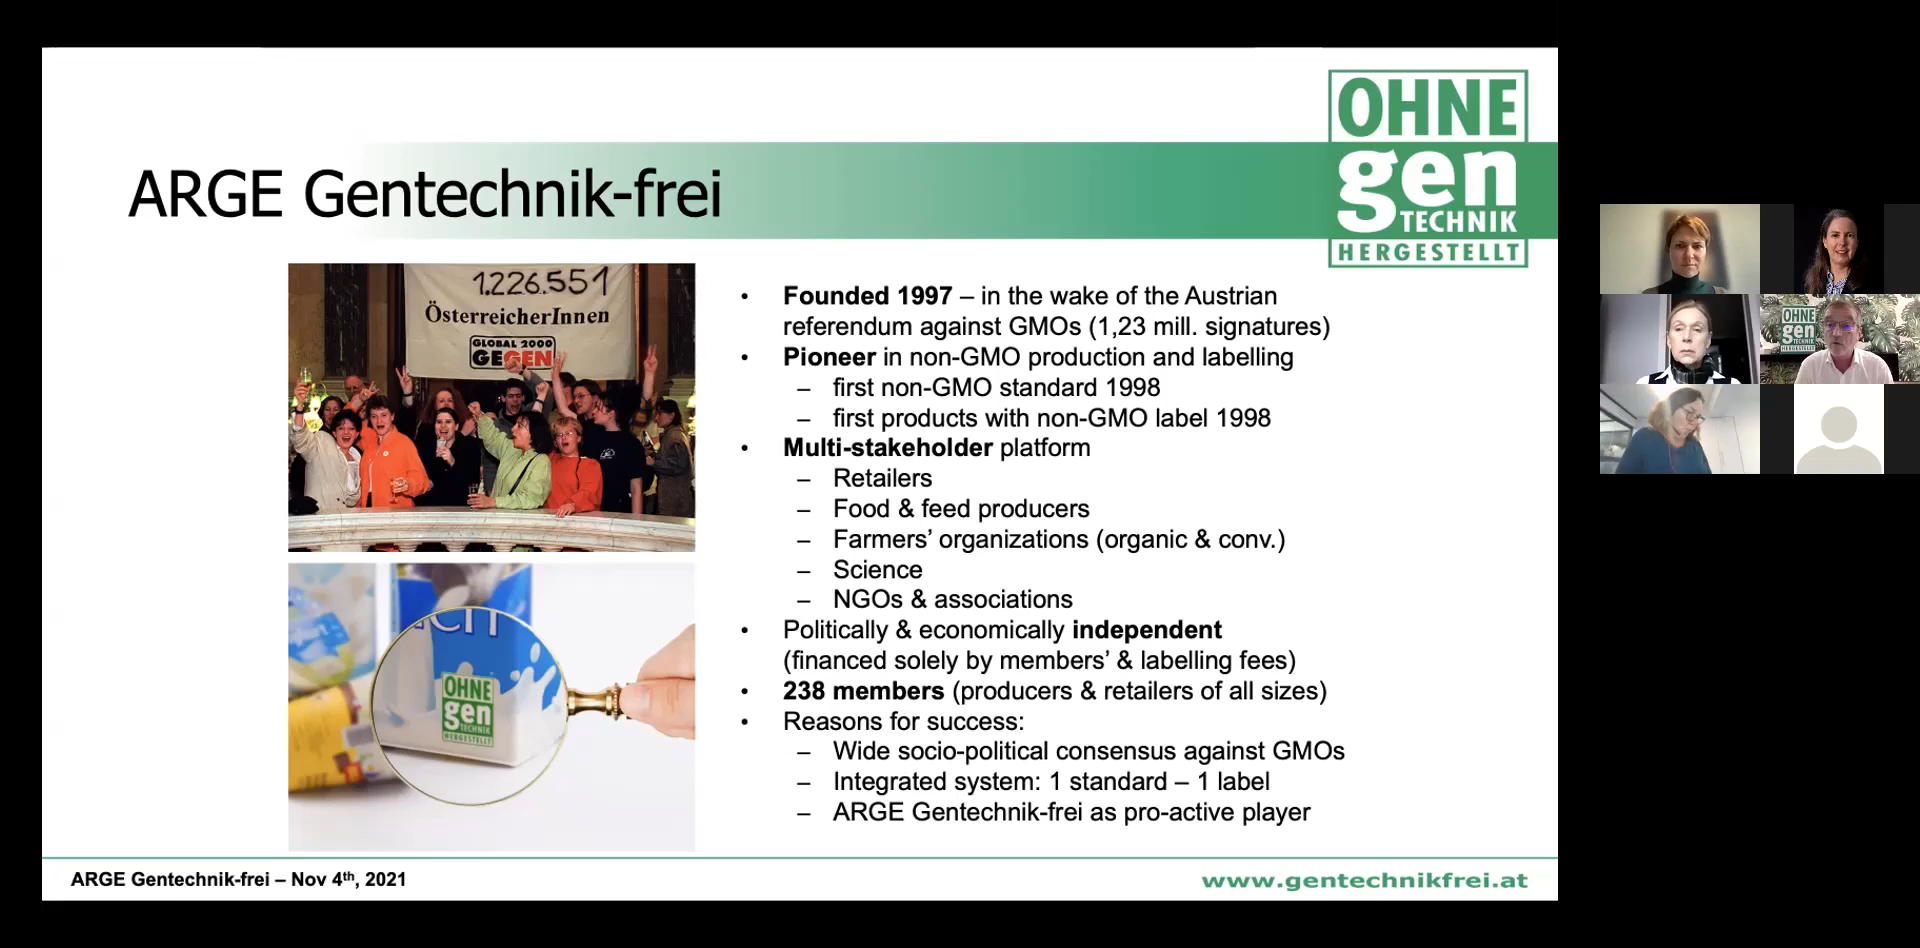 OHNE
gen
TECHNIK
HERGESTELLT
ARGE Gentechnik-frei
1.226.551
ÖsterreicherInnen
GLOBAL 2000
GEGEN
• Founded 1997 – in the wake of the Austrian
referendum against GMOs (1,23 mill. signatures)
• Pioneer in non-GMO production and labelling
– first non-GMO standard 1998
– first products with non-GMO label 1998
• Multi-stakeholder platform
– Retailers
– Food & feed producers
– Farmers’ organizations (organic & conv.)
– Science
– NGOs & associations
• Politically & economically independent
(financed solely by members’ & labelling fees)
• 238 members (producers & retailers of all sizes)
• Reasons for success:
– Wide socio-political consensus against GMOs
– Integrated system: 1 standard – 1 label
– ARGE Gentechnik-frei as pro-active player
OHNE
gen
TECHNIK
HERGESTELLT
ARGE Gentechnik-frei – Nov 4th, 2021
www.gentechnikfrei.at
OHNE
gen
TECHNIK
HERGESTELLT